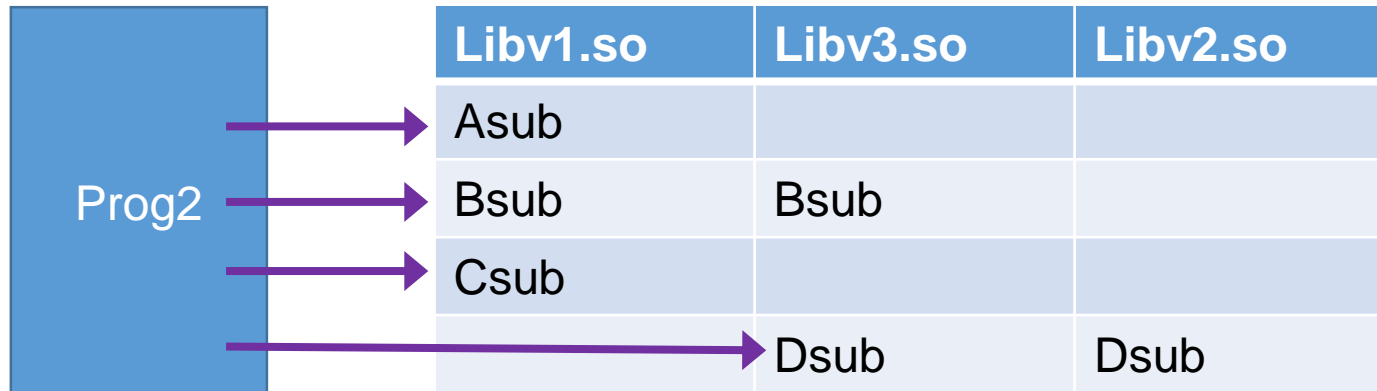 Libv1.so Libv3.so Libv2.so
Asub
Prog2 Bsub Bsub
Csub
Dsub Dsub